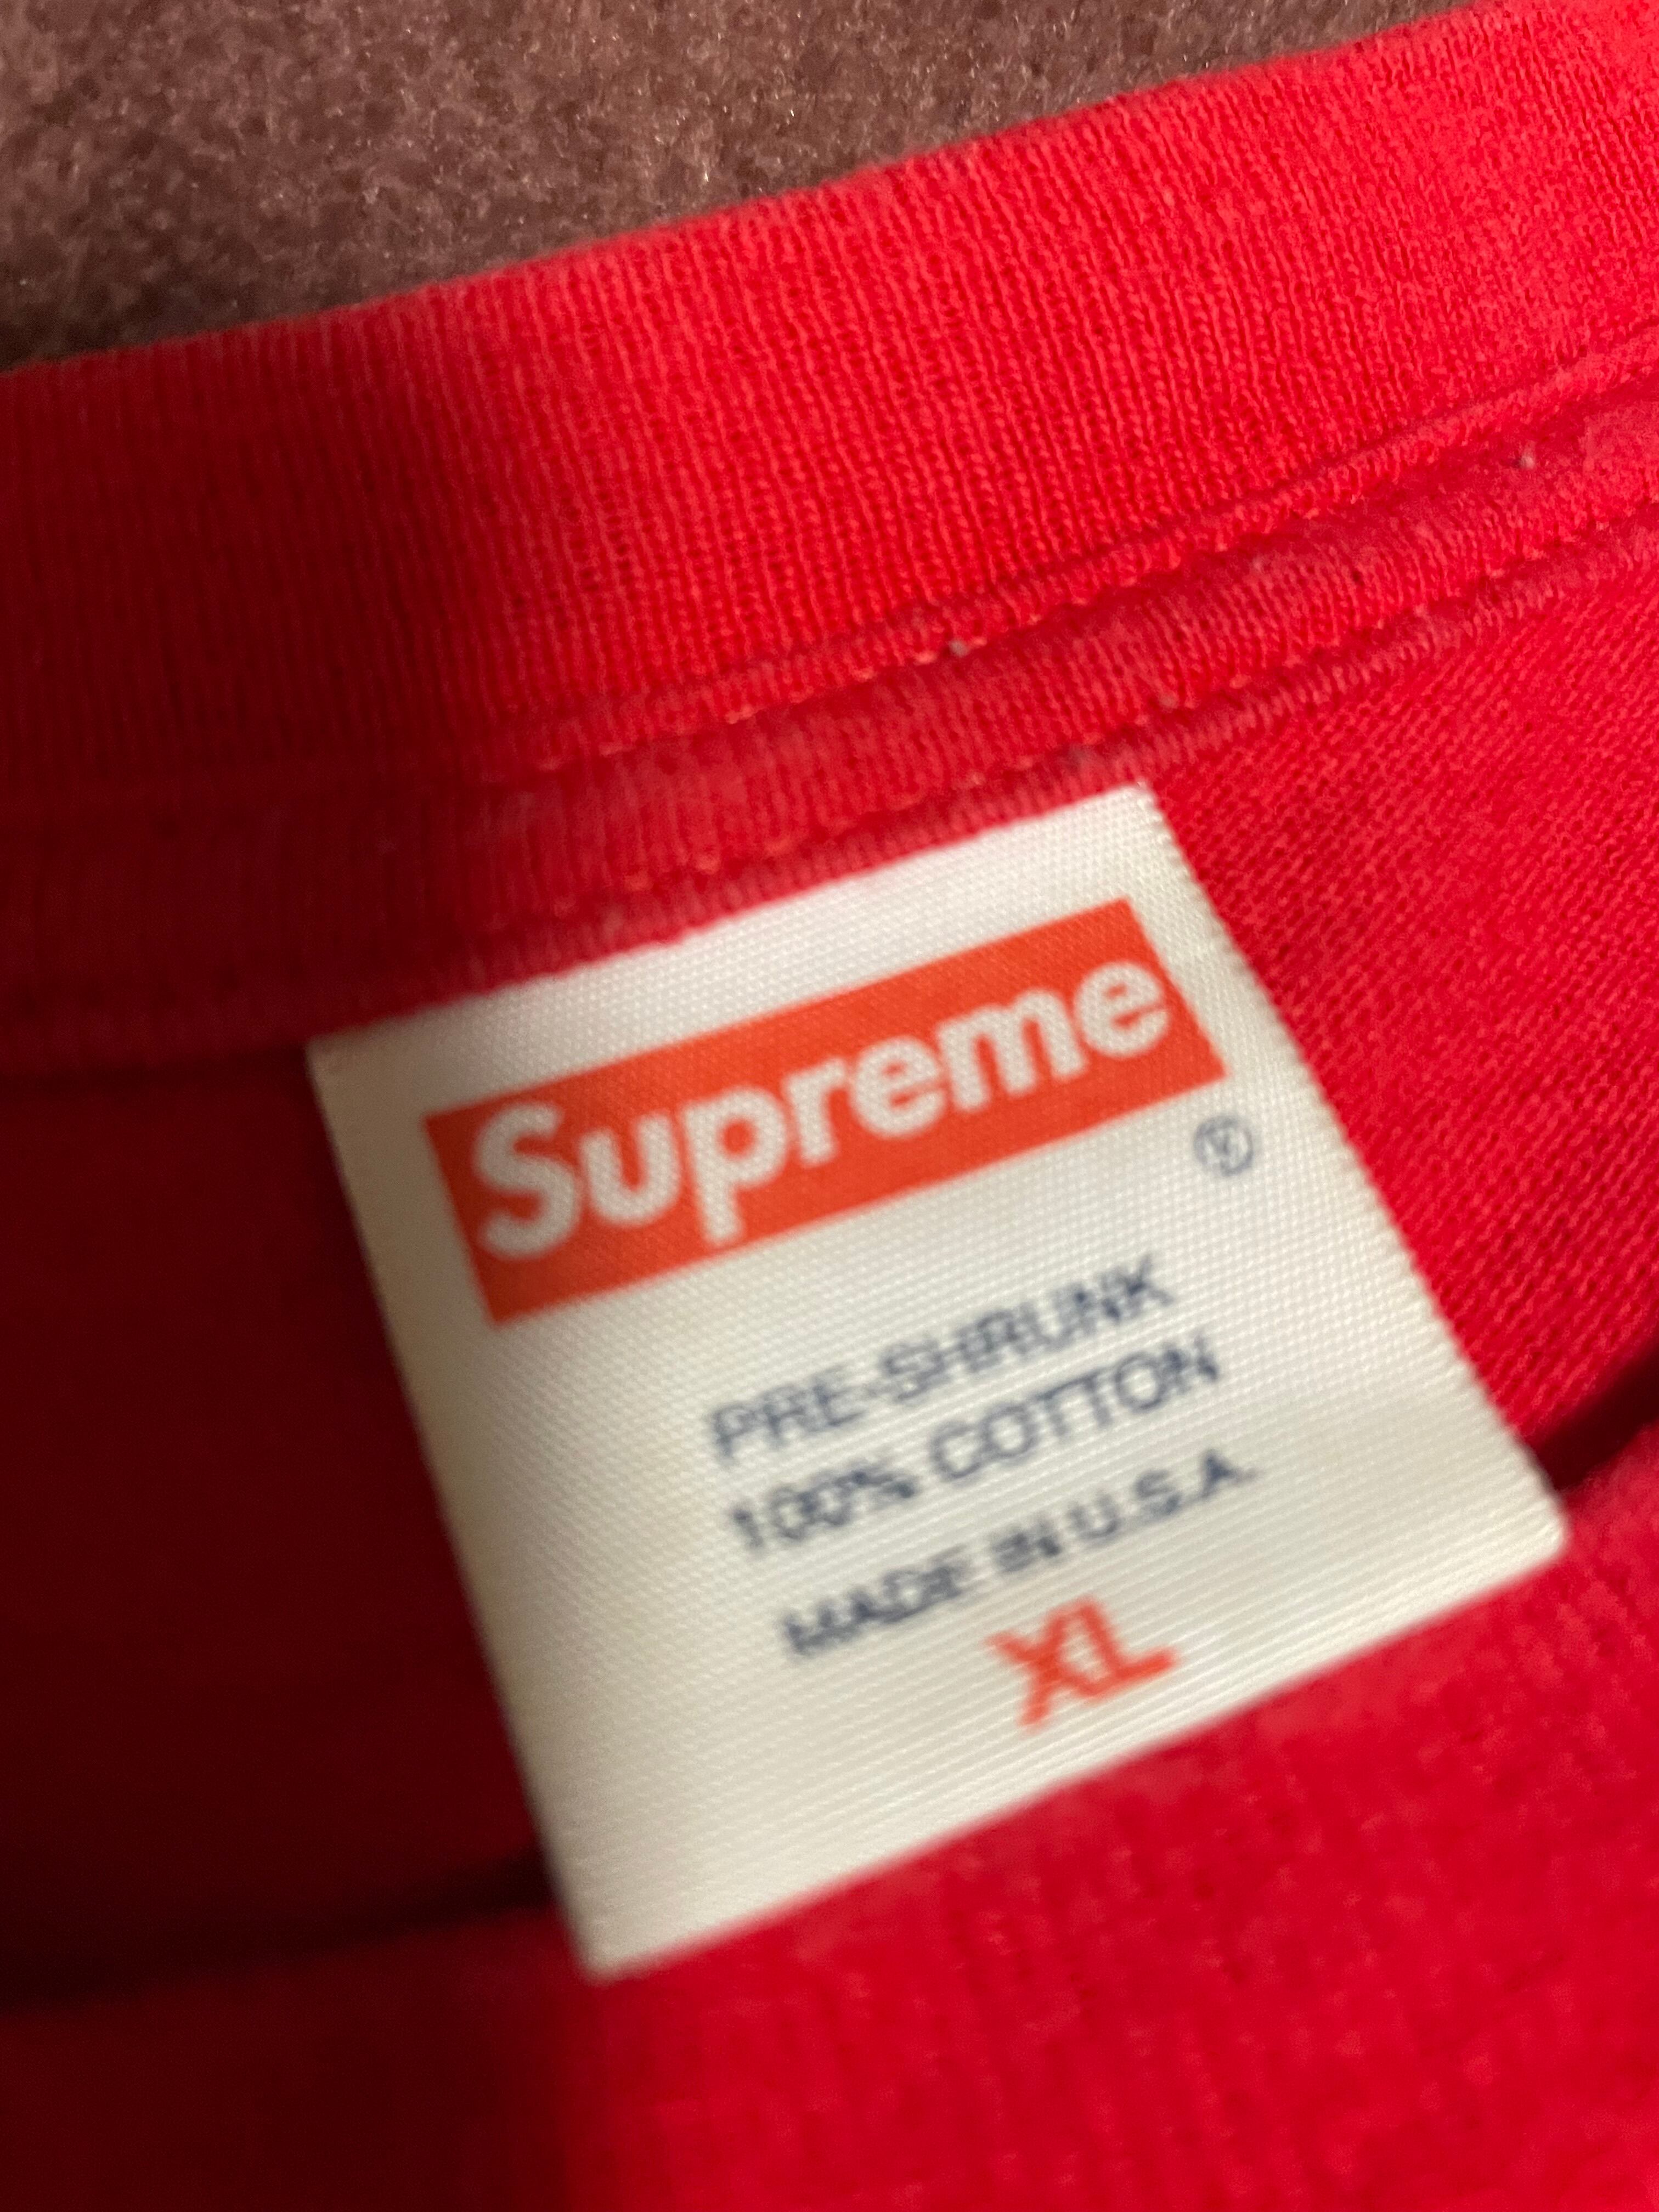 Supreme
®
PRE-SHRUNK
100% COTTON
MADE IN U.S.A.
XL